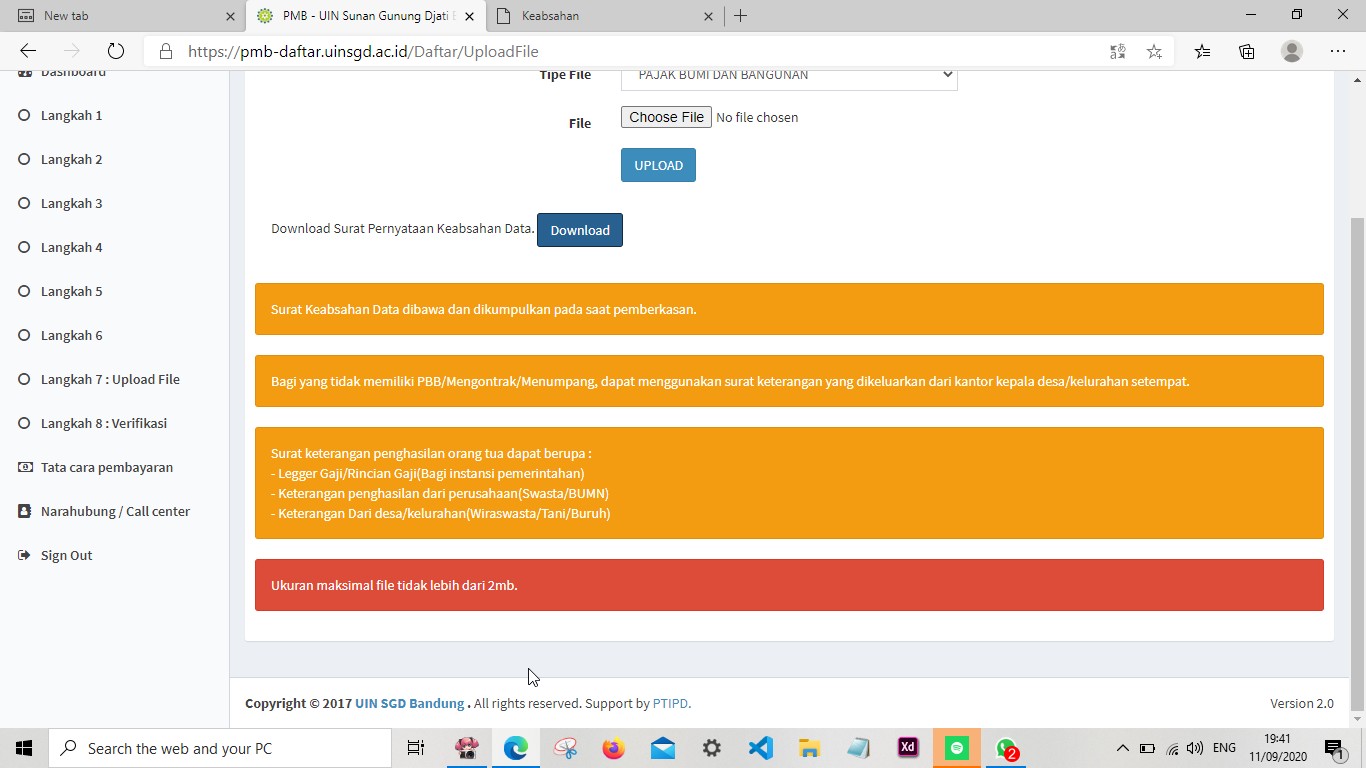 New tab
PMB - UIN Sunan Gunung Djati
Keabsahan
https://pmb-daftar.uinsgd.ac.id/Daftar/UploadFile
Dashboard
Langkah 1
Langkah 2
Langkah 3
Langkah 4
Langkah 5
Langkah 6
Langkah 7 : Upload File
Langkah 8 : Verifikasi
Tata cara pembayaran
Narahubung / Call center
Sign Out
Tipe File
PAJAK BUMI DAN BANGUNAN
File
Choose File No file chosen
UPLOAD
Download Surat Pernyataan Keabsahan Data. Download
Surat Keabsahan Data dibawa dan dikumpulkan pada saat pemberkasan.
Bagi yang tidak memiliki PBB/Mengontrak/Menumpang, dapat menggunakan surat keterangan yang dikeluarkan dari kantor kepala desa/kelurahan setempat.
Surat keterangan penghasilan orang tua dapat berupa :
- Legger Gaji/Rincian Gaji(Bagi instansi pemerintahan)
- Keterangan penghasilan dari perusahaan(Swasta/BUMN)
- Keterangan Dari desa/kelurahan(Wiraswasta/Tani/Buruh)
Ukuran maksimal file tidak lebih dari 2mb.
Copyright © 2017 UIN SGD Bandung . All rights reserved. Support by PTIPD.
Version 2.0
Search the web and your PC
Xd
2
ENG
19:41
11/09/2020
1